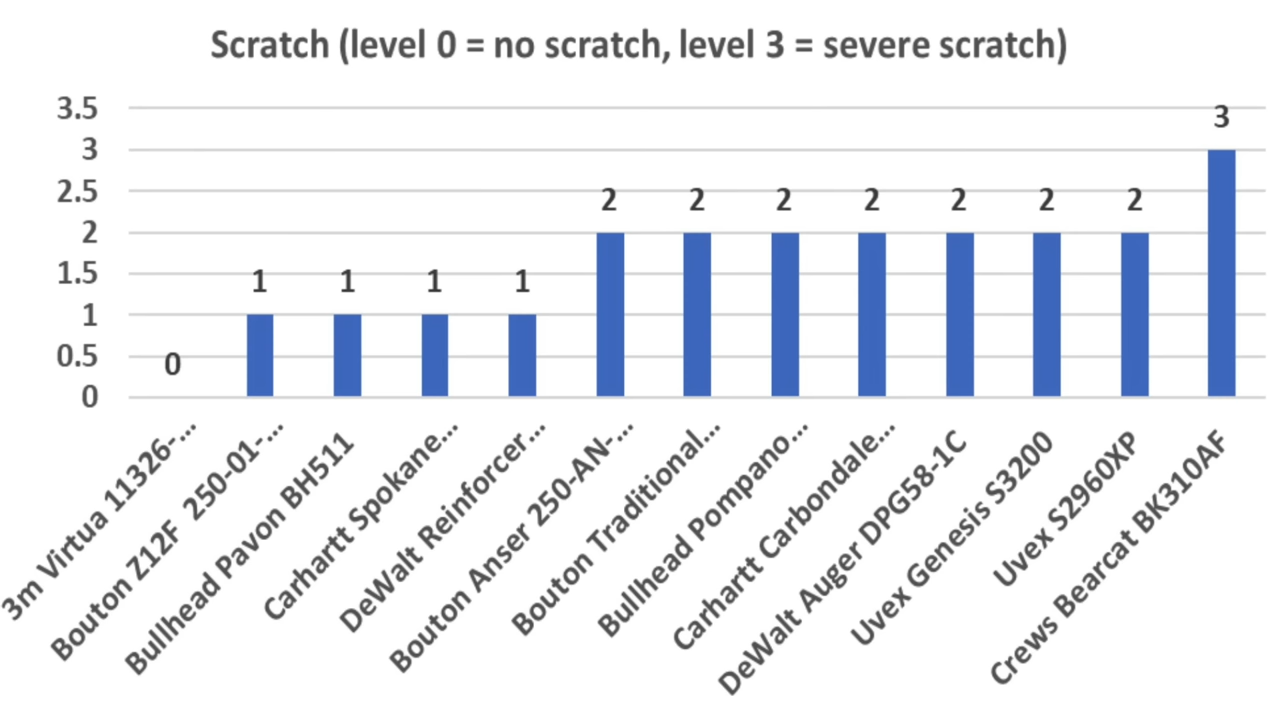 Scratch (level 0 = no scratch, level 3 = severe scratch)
3.5
3
2.5
2
1.5
1
0.5
0
0
1
1
1
1
2
2
2
2
2
2
2
3
3m Virtua 11326-...
Bouton Z12F 250-01-...
Bullhead Pavon BH511
Carhartt Spokane...
DeWalt Reinforcer...
Bouton Anser 250-AN-...
Bouton Traditional...
Bullhead Pompano...
Carhartt Carbondale...
DeWalt Auger DPG58-1C
Uvex Genesis S3200
Uvex S2960XP
Crews Bearcat BK310AF